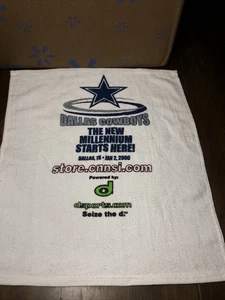 DALLAS COWBOYS
THE NEW
MILLENNIUM
STARTS HERE!
DALLAS, TX • JAN 2, 2000
store.cnnsi.com
Powered by:
d
dsports.com
Seize the d.™